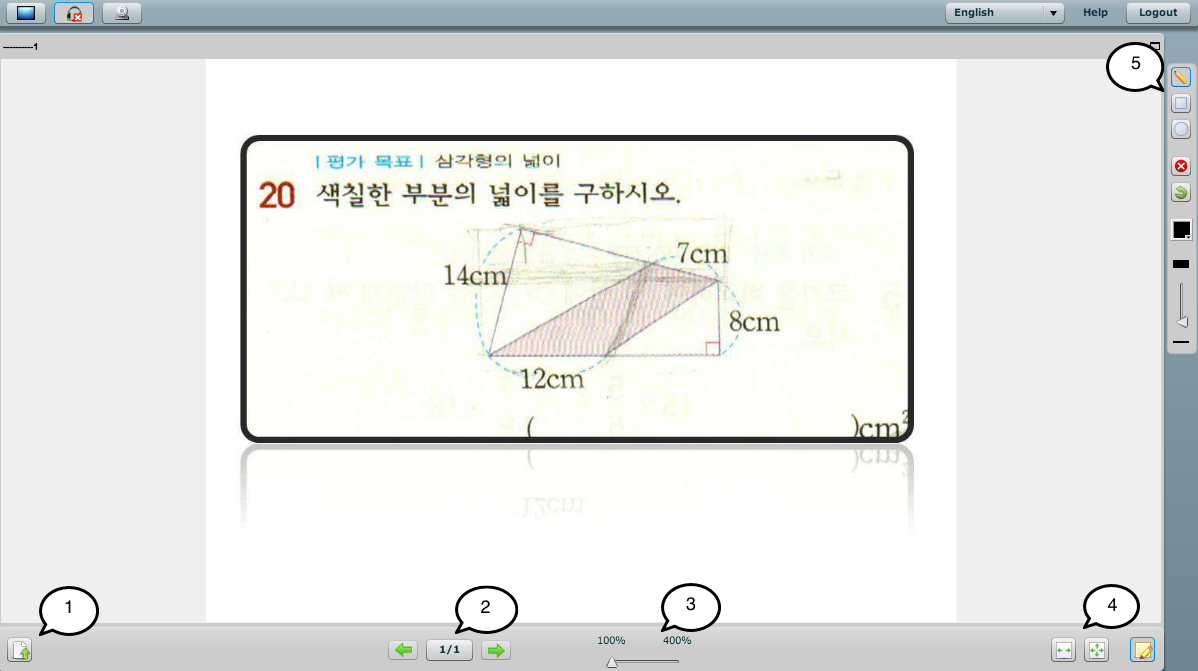 English
Help
Logout
----------1
5
| 평가 목표 | 삼각형의 넓이
20 색칠한 부분의 넓이를 구하시오.
7cm
14cm
8cm
12cm
( )cm²
1
2
3
4
100%
400%
1/1